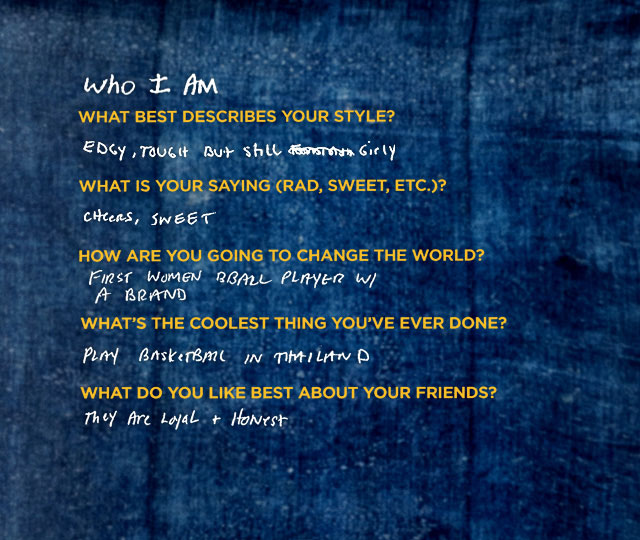 Who I AM
WHAT BEST DESCRIBES YOUR STYLE?
EDGY, TOUGH BUT still Girly
WHAT IS YOUR SAYING (RAD, SWEET, ETC.)?
CHeers, SWEET
HOW ARE YOU GOING TO CHANGE THE WORLD?
FIRST WOMEN BBALL PLAYER W/
A BRAND
WHAT'S THE COOLEST THING YOU'VE EVER DONE?
PLAY BASKETBALL IN THAILAND
WHAT DO YOU LIKE BEST ABOUT YOUR FRIENDS?
They Are Loyal + Honest